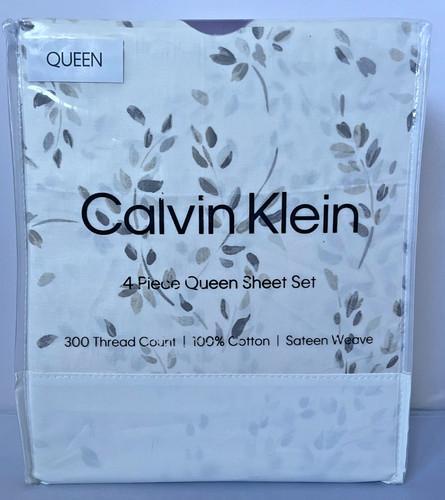 QUEEN
Calvin Klein
4 Piece Queen Sheet Set
300 Thread Count | 100% Cotton | Sateen Weave